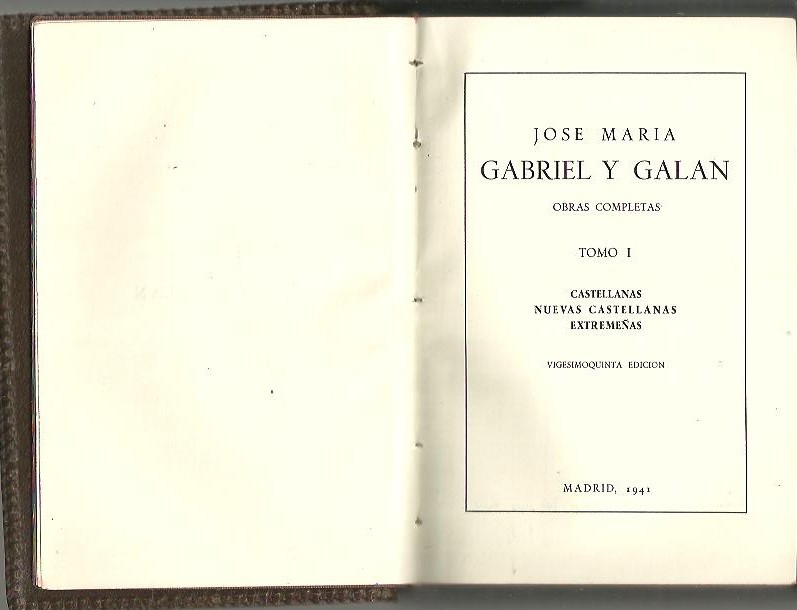 JOSE MARIA
GABRIEL Y GALAN
OBRAS COMPLETAS
TOMO I
CASTELLANAS
NUEVAS CASTELLANAS
EXTREMEÑAS
VIGESIMOQUINTA EDICION
MADRID, 1941